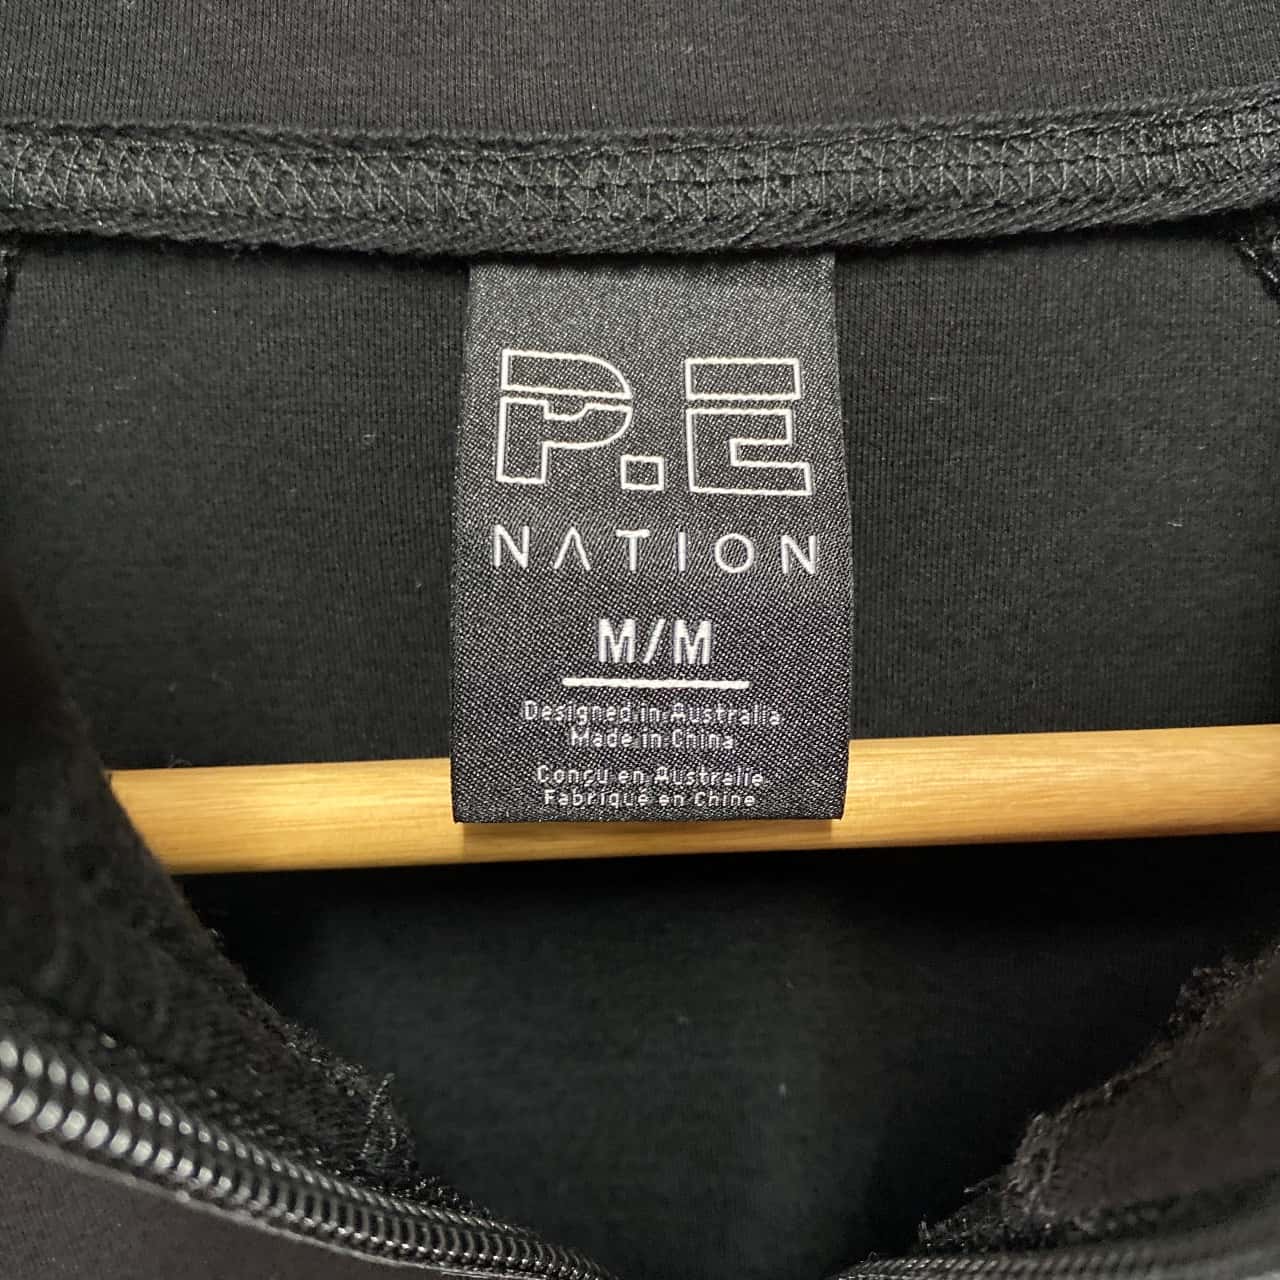 P.E
NATION
M/M
Designed in Australia
Made in China
Conçu en Australie
Fabriqué en Chine